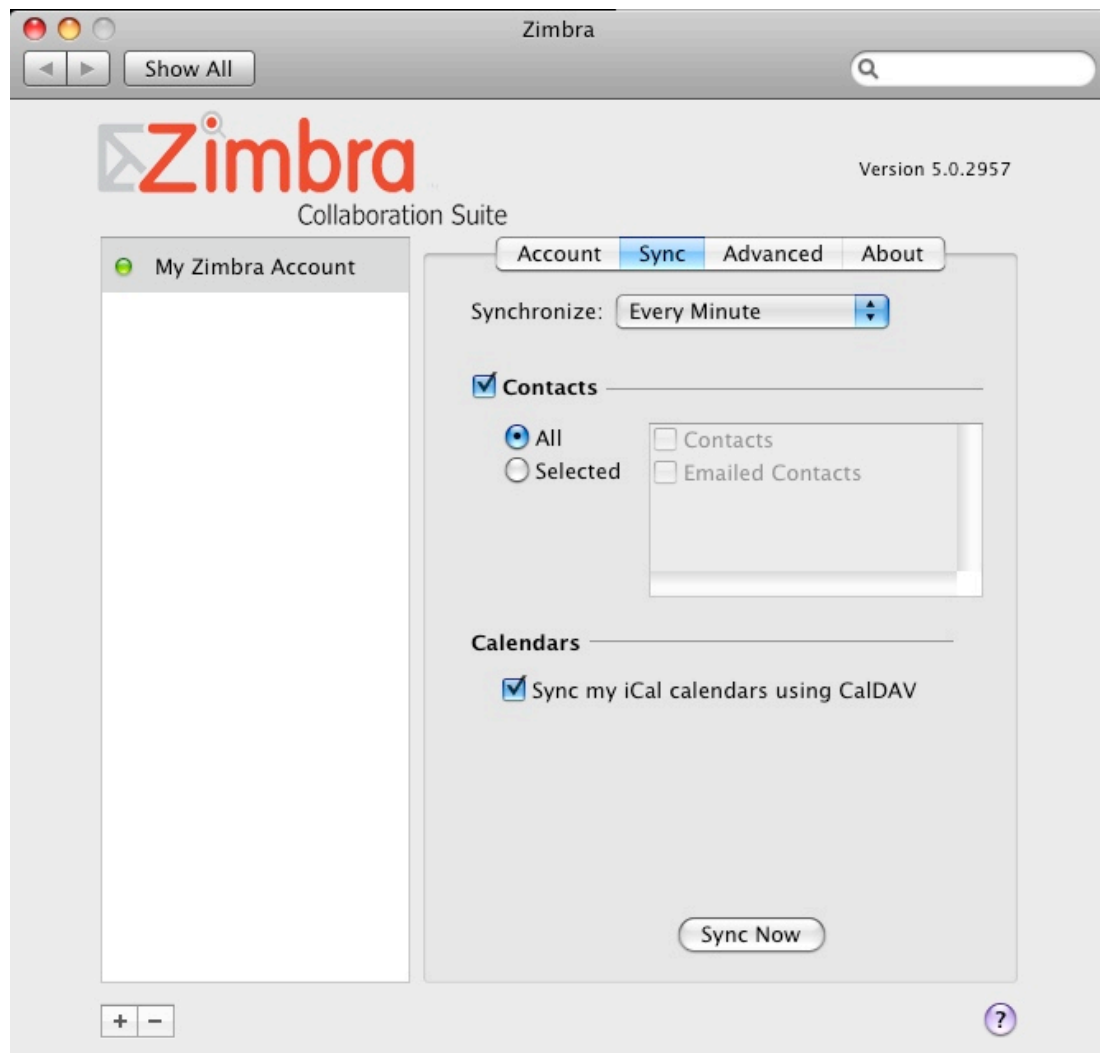 Zimbra
Show All
Zimbra
Version 5.0.2957
Collaboration Suite
My Zimbra Account
Account Sync Advanced About
Synchronize: Every Minute
Contacts
All
Selected
Contacts
Emailed Contacts
Calendars
Sync my iCal calendars using CalDAV
Sync Now
+ -
?